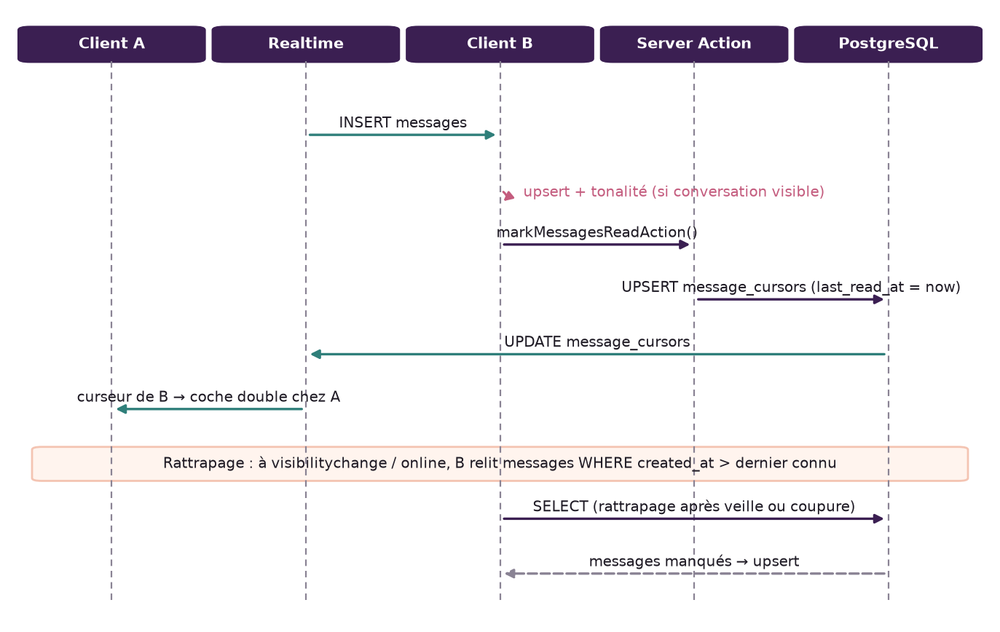 Client A
Realtime
Client B
Server Action
PostgreSQL
INSERT messages
upsert + tonalité (si conversation visible)
markMessagesReadAction()
UPSERT message_cursors (last_read_at = now)
UPDATE message_cursors
curseur de B → coche double chez A
Rattrapage : à visibilitychange / online, B relit messages WHERE created_at > dernier connu
SELECT (rattrapage après veille ou coupure)
messages manqués → upsert